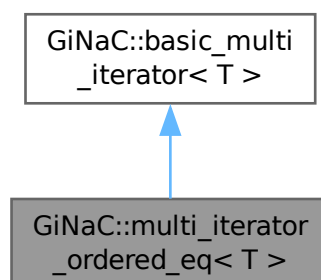 GiNaC::basic_multi
_iterator< T >
GiNaC::multi_iterator
_ordered_eq< T >